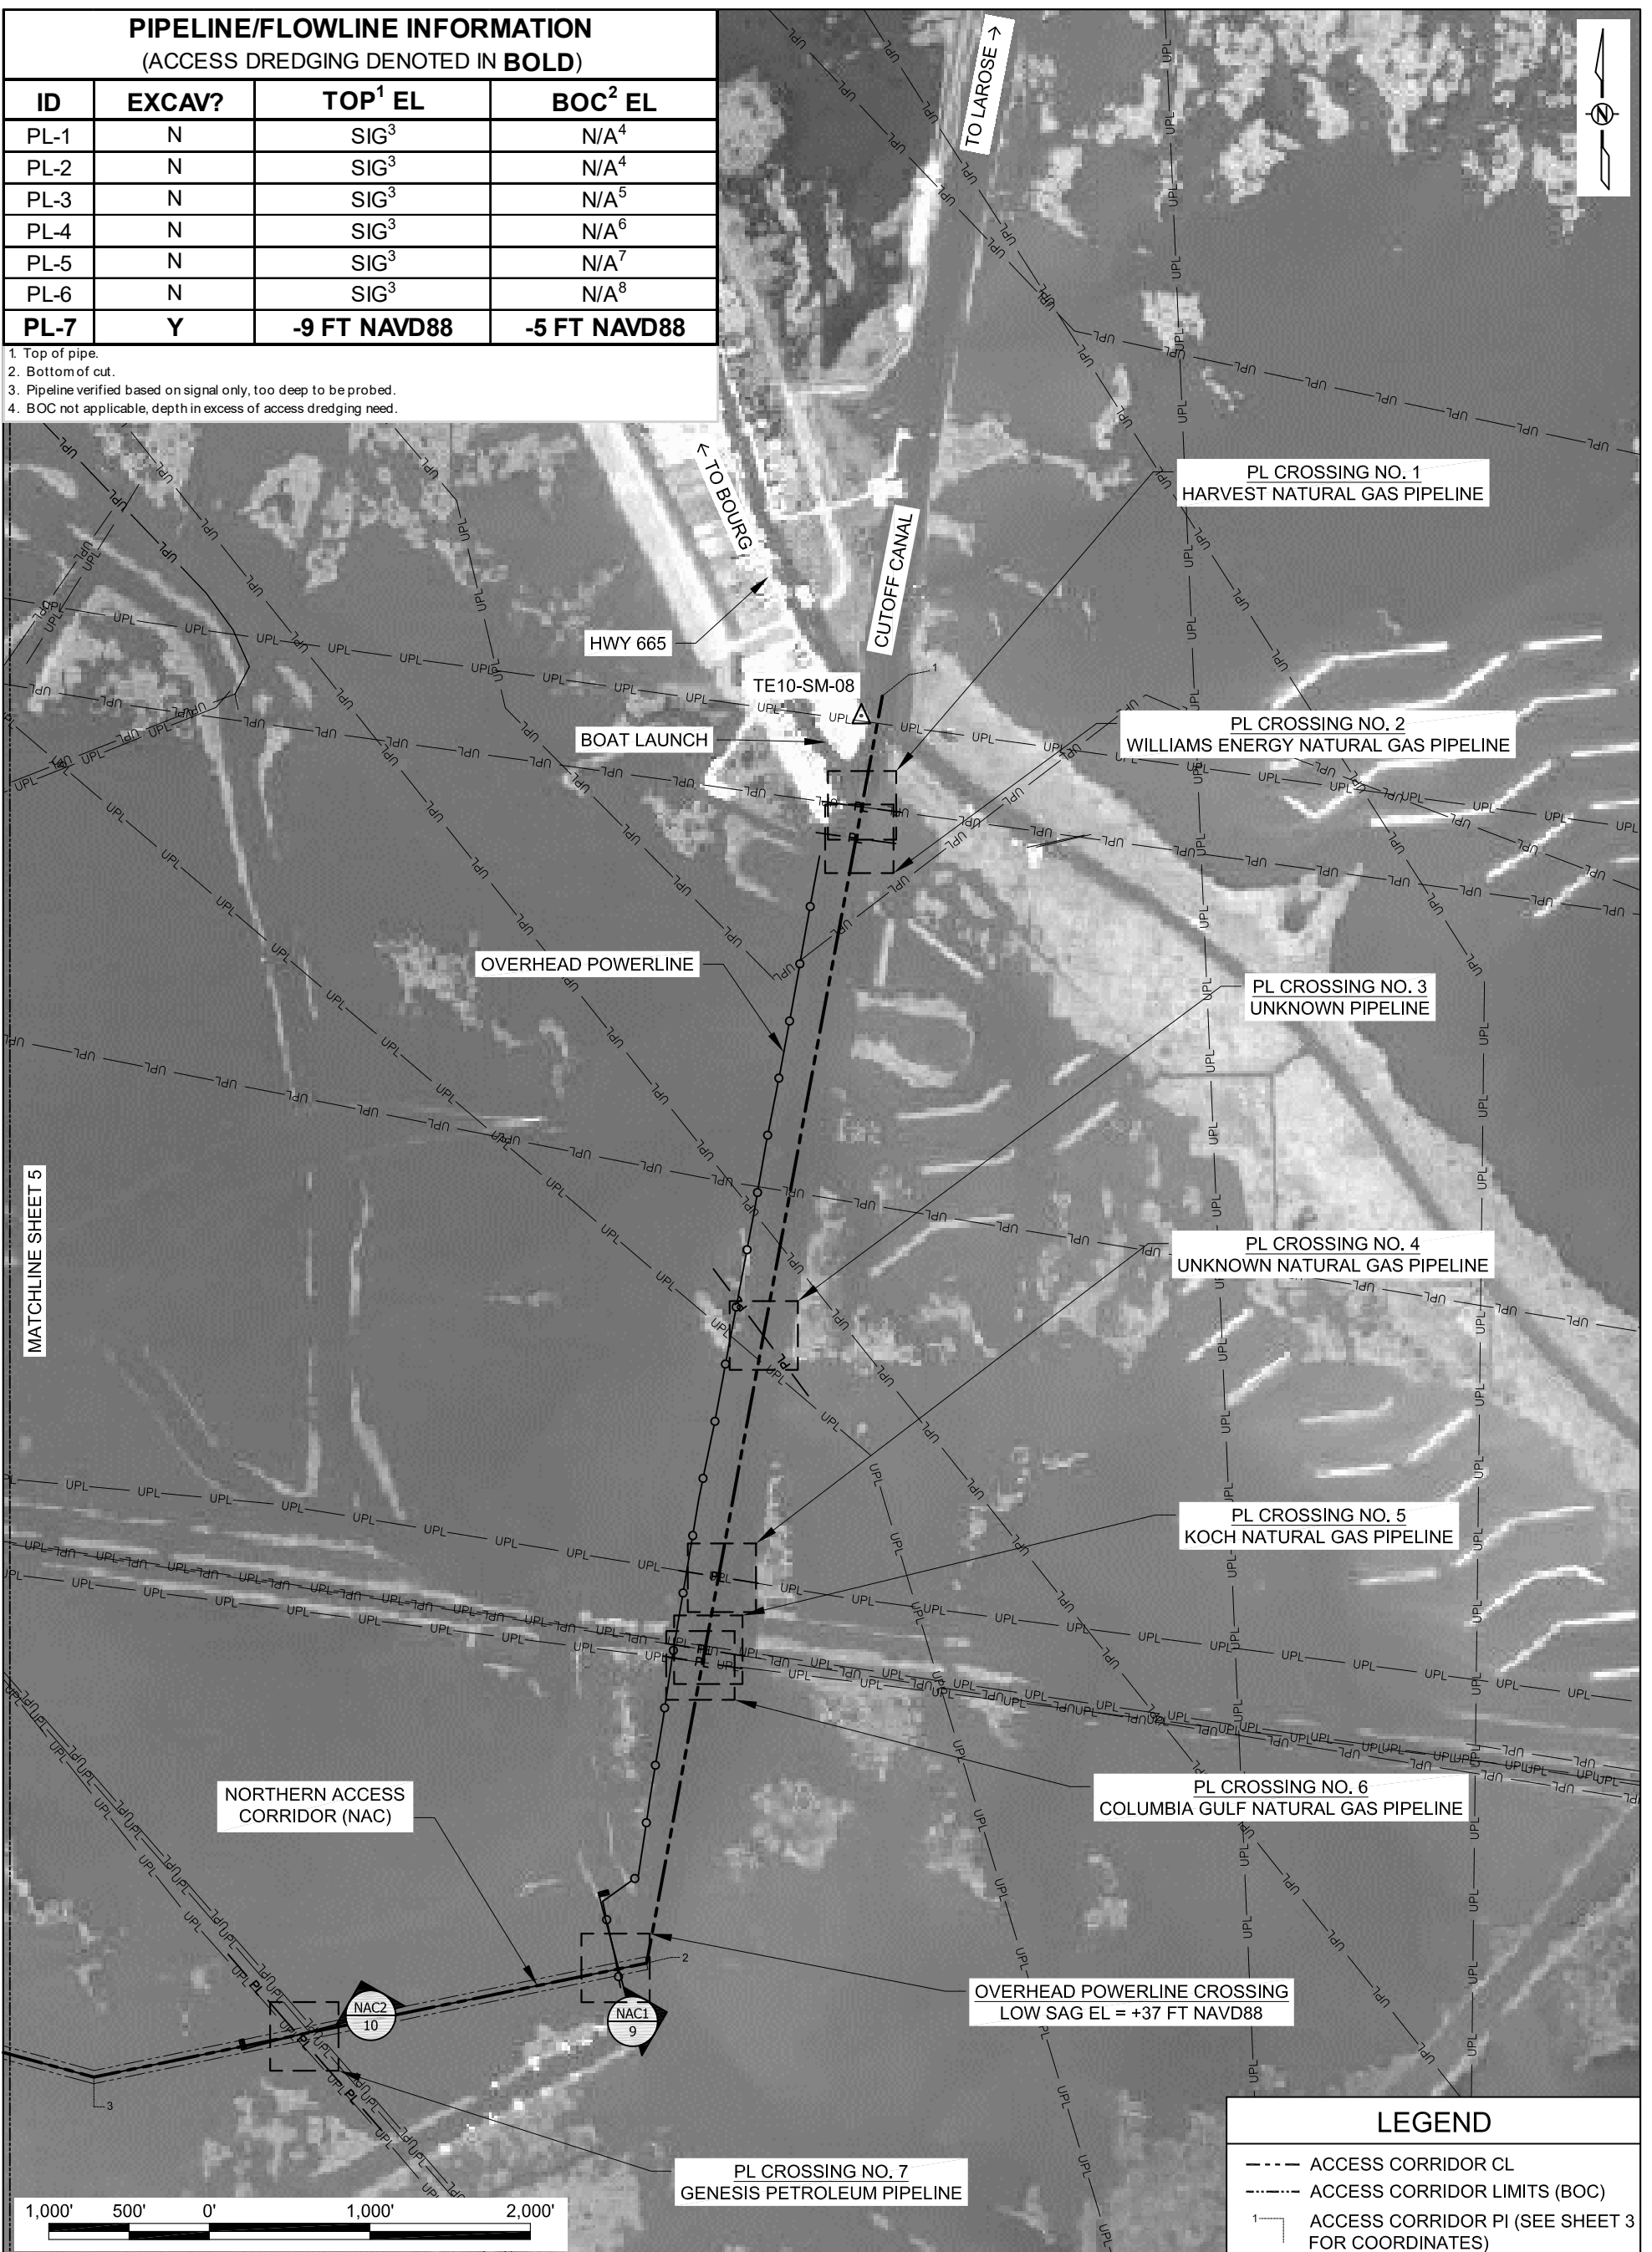 PIPELINE/FLOWLINE INFORMATION
(ACCESS DREDGING DENOTED IN BOLD)
ID EXCAV? TOP¹ EL BOC² EL
PL-1 N SIG³ N/A⁴
PL-2 N SIG³ N/A⁴
PL-3 N SIG³ N/A⁵
PL-4 N SIG³ N/A⁶
PL-5 N SIG³ N/A⁷
PL-6 N SIG³ N/A⁸
PL-7 Y -9 FT NAVD88 -5 FT NAVD88
1. Top of pipe.
2. Bottom of cut.
3. Pipeline verified based on signal only, too deep to be probed.
4. BOC not applicable, depth in excess of access dredging need.
TO LAROSE →
N
← TO BOURG
PL CROSSING NO. 1
HARVEST NATURAL GAS PIPELINE
CUTOFF CANAL
HWY 665
1
TE10-SM-08
BOAT LAUNCH
PL CROSSING NO. 2
WILLIAMS ENERGY NATURAL GAS PIPELINE
OVERHEAD POWERLINE
PL CROSSING NO. 3
UNKNOWN PIPELINE
MATCHLINE SHEET 5
PL CROSSING NO. 4
UNKNOWN NATURAL GAS PIPELINE
PL CROSSING NO. 5
KOCH NATURAL GAS PIPELINE
PL CROSSING NO. 6
COLUMBIA GULF NATURAL GAS PIPELINE
NORTHERN ACCESS
CORRIDOR (NAC)
2
OVERHEAD POWERLINE CROSSING
LOW SAG EL = +37 FT NAVD88
NAC2
10
NAC1
9
3
PL CROSSING NO. 7
GENESIS PETROLEUM PIPELINE
UPL
PL
1,000' 500' 0' 1,000' 2,000'
LEGEND
ACCESS CORRIDOR CL
ACCESS CORRIDOR LIMITS (BOC)
1 ACCESS CORRIDOR PI (SEE SHEET 3
FOR COORDINATES)